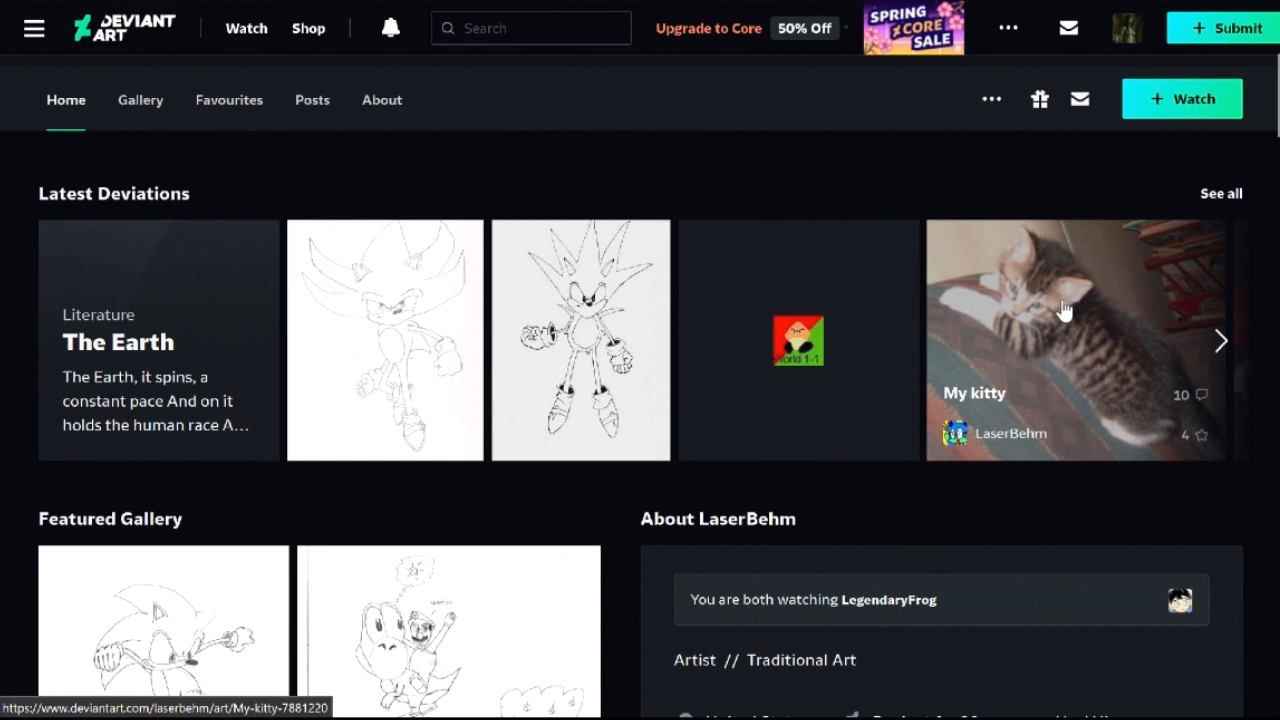 DEVIANT
ART
Watch
Shop
Search
Upgrade to Core
50% Off
SPRING
CORE
SALE
+ Submit
Home
Gallery
Favourites
Posts
About
+ Watch
Latest Deviations
See all
Literature
The Earth
The Earth, it spins, a
constant pace And on it
holds the human race A...
World 1-1
My kitty
10
LaserBehm
4
Featured Gallery
About LaserBehm
You are both watching LegendaryFrog
Artist // Traditional Art
https://www.deviantart.com/laserbehm/art/My-kitty-7881220